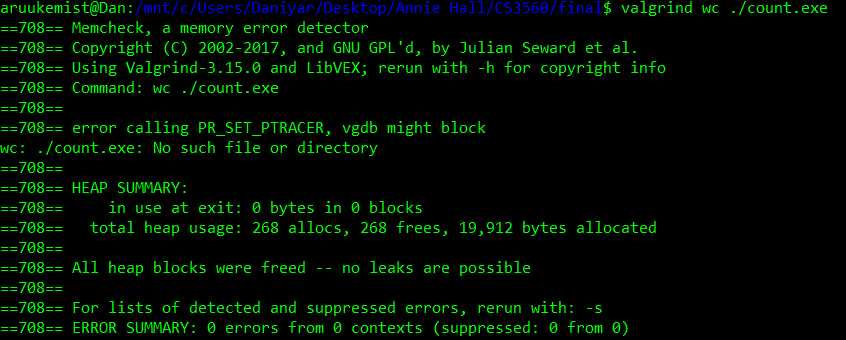 aruukemist@Dan:/mnt/c/Users/Daniyar/Desktop/Annie Hall/CS3560/final$ valgrind wc ./count.exe
==708== Memcheck, a memory error detector
==708== Copyright (C) 2002-2017, and GNU GPL'd, by Julian Seward et al.
==708== Using Valgrind-3.15.0 and LibVEX; rerun with -h for copyright info
==708== Command: wc ./count.exe
==708==
==708== error calling PR_SET_PTRACER, vgdb might block
wc: ./count.exe: No such file or directory
==708==
==708== HEAP SUMMARY:
==708==     in use at exit: 0 bytes in 0 blocks
==708==   total heap usage: 268 allocs, 268 frees, 19,912 bytes allocated
==708==
==708== All heap blocks were freed -- no leaks are possible
==708==
==708== For lists of detected and suppressed errors, rerun with: -s
==708== ERROR SUMMARY: 0 errors from 0 contexts (suppressed: 0 from 0)